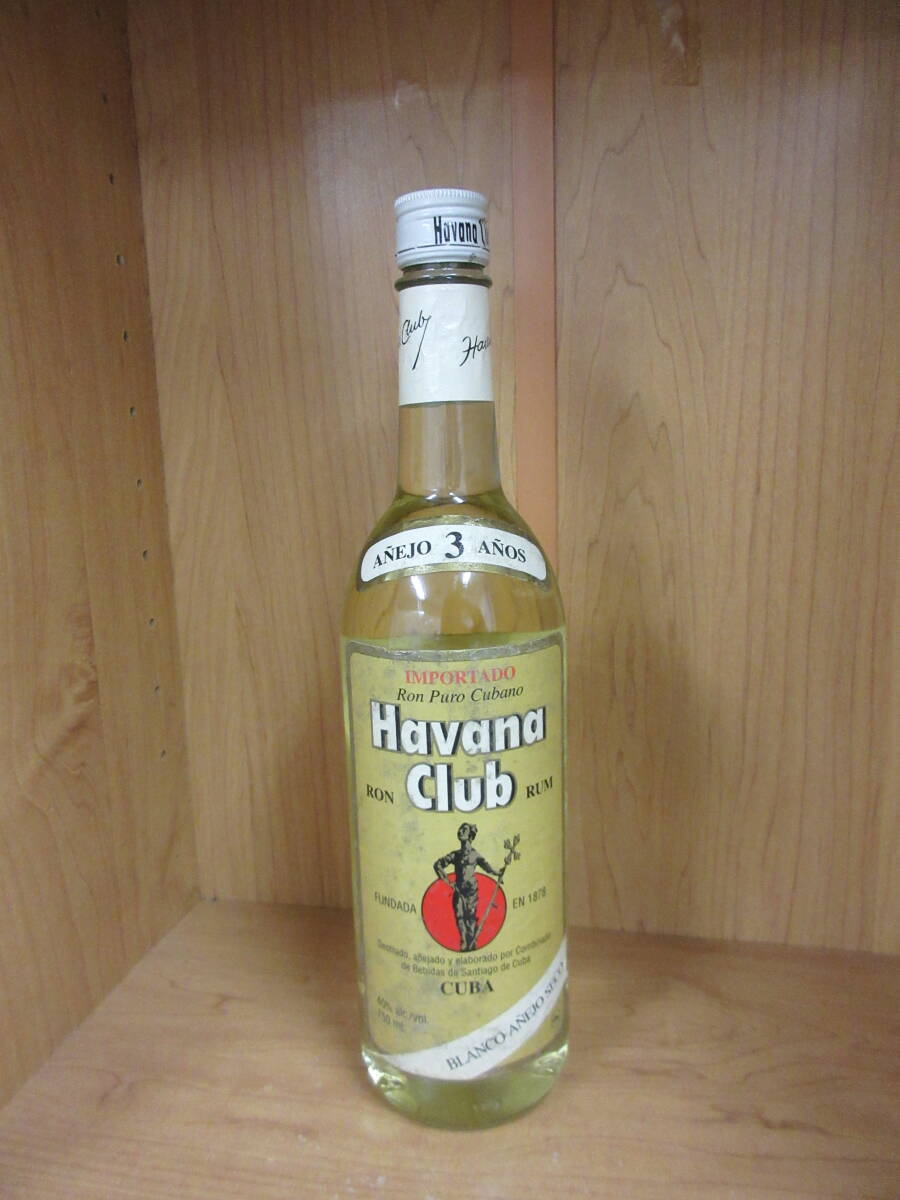 Havana Cl
Club
Hava
AÑEJO 3 AÑOS
IMPORTADO
Ron Puro Cubano
Havana
Club
RON
RUM
FUNDADA
EN 1878
Destilado, añejado y elaborado por Combinado
de Bebidas de Santiago de Cuba
CUBA
40% alc./vol.
750 mL
BLANCO AÑEJO SECO